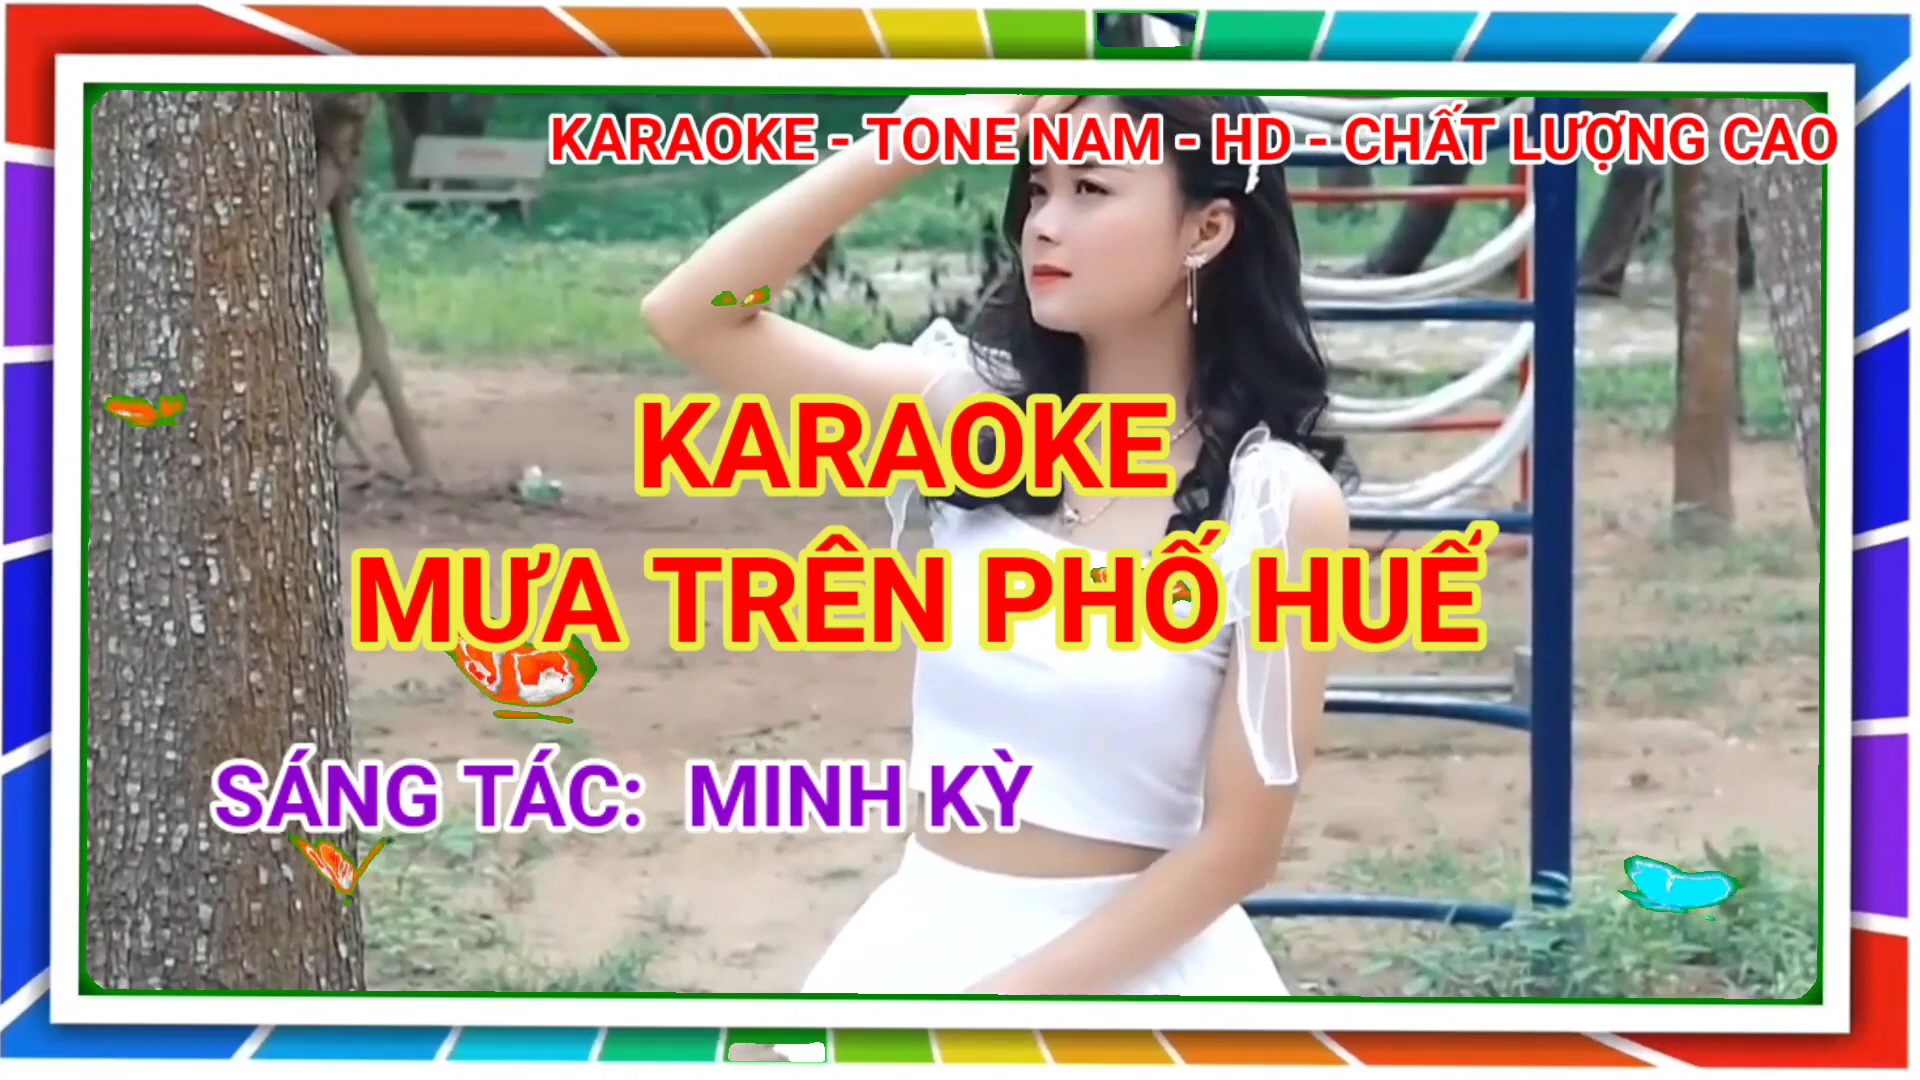 KARAOKE - TONE NAM - HD - CHẤT LƯỢNG CAO
KARAOKE
MƯA TRÊN PHỐ HUẾ
SÁNG TÁC: MINH KỲ